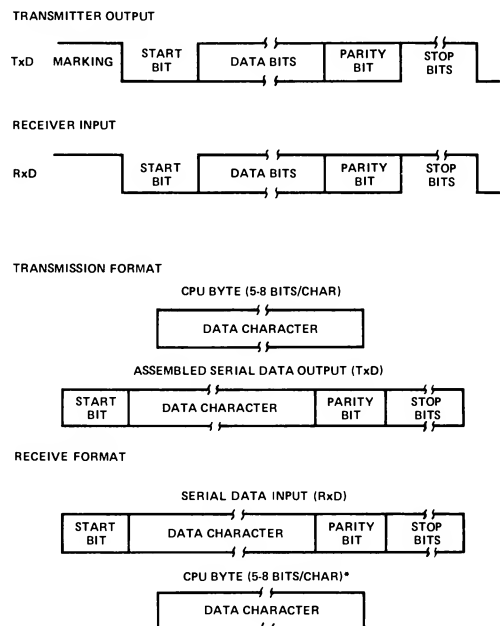 TRANSMITTER OUTPUT
TxD MARKING START BIT DATA BITS PARITY BIT STOP BITS
RECEIVER INPUT
RxD START BIT DATA BITS PARITY BIT STOP BITS
TRANSMISSION FORMAT
CPU BYTE (5-8 BITS/CHAR)
DATA CHARACTER
ASSEMBLED SERIAL DATA OUTPUT (TxD)
START BIT DATA CHARACTER PARITY BIT STOP BITS
RECEIVE FORMAT
SERIAL DATA INPUT (RxD)
START BIT DATA CHARACTER PARITY BIT STOP BITS
CPU BYTE (5-8 BITS/CHAR)*
DATA CHARACTER